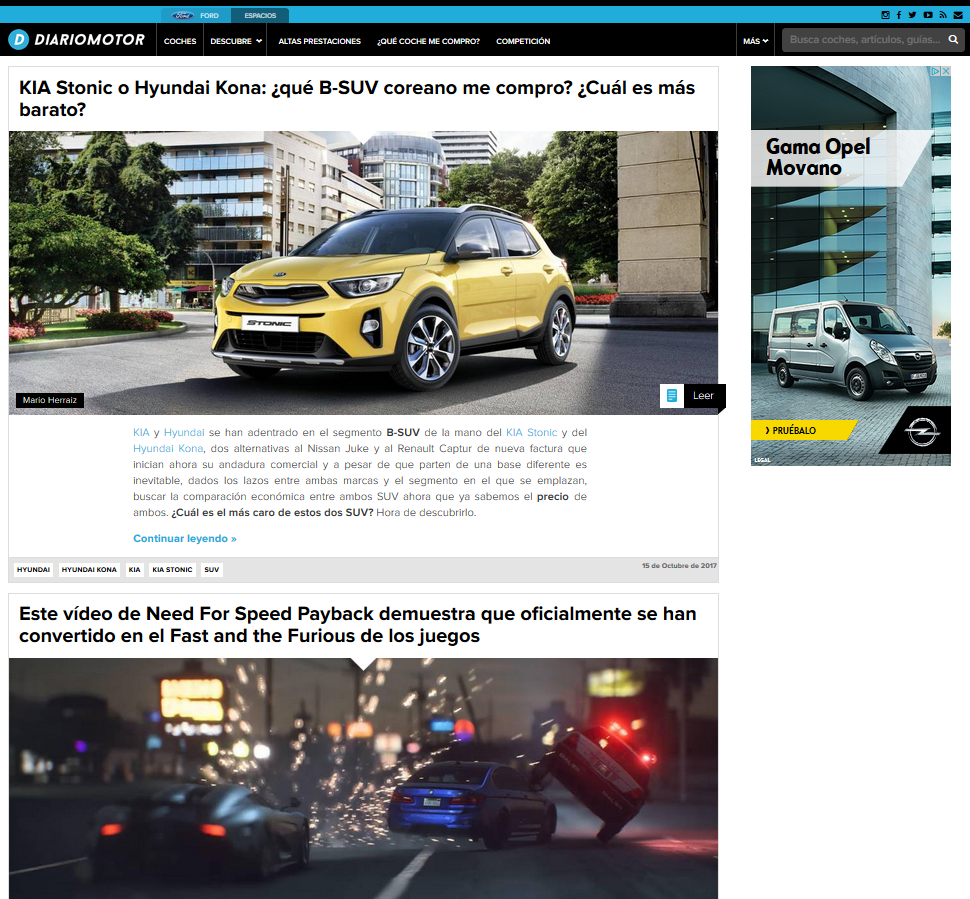 FORD ESPACIOS
DIARIOMOTOR COCHES DESCUBRE ALTAS PRESTACIONES ¿QUÉ COCHE ME COMPRO? COMPETICIÓN MÁS Busca coches, artículos, guías...
KIA Stonic o Hyundai Kona: ¿qué B-SUV coreano me compro? ¿Cuál es más
barato?
STONIC
Mario Herraiz
Leer
KIA y Hyundai se han adentrado en el segmento B-SUV de la mano del KIA Stonic y del
Hyundai Kona, dos alternativas al Nissan Juke y al Renault Captur de nueva factura que
inician ahora su andadura comercial y a pesar de que parten de una base diferente es
inevitable, dados los lazos entre ambas marcas y el segmento en el que se emplazan,
buscar la comparación económica entre ambos SUV ahora que ya sabemos el precio de
ambos. ¿Cuál es el más caro de estos dos SUV? Hora de descubrirlo.
Continuar leyendo »
HYUNDAI HYUNDAI KONA KIA KIA STONIC SUV
15 de Octubre de 2017
Este vídeo de Need For Speed Payback demuestra que oficialmente se han
convertido en el Fast and the Furious de los juegos
Gama Opel
Movano
PRUÉBALO
LEGAL